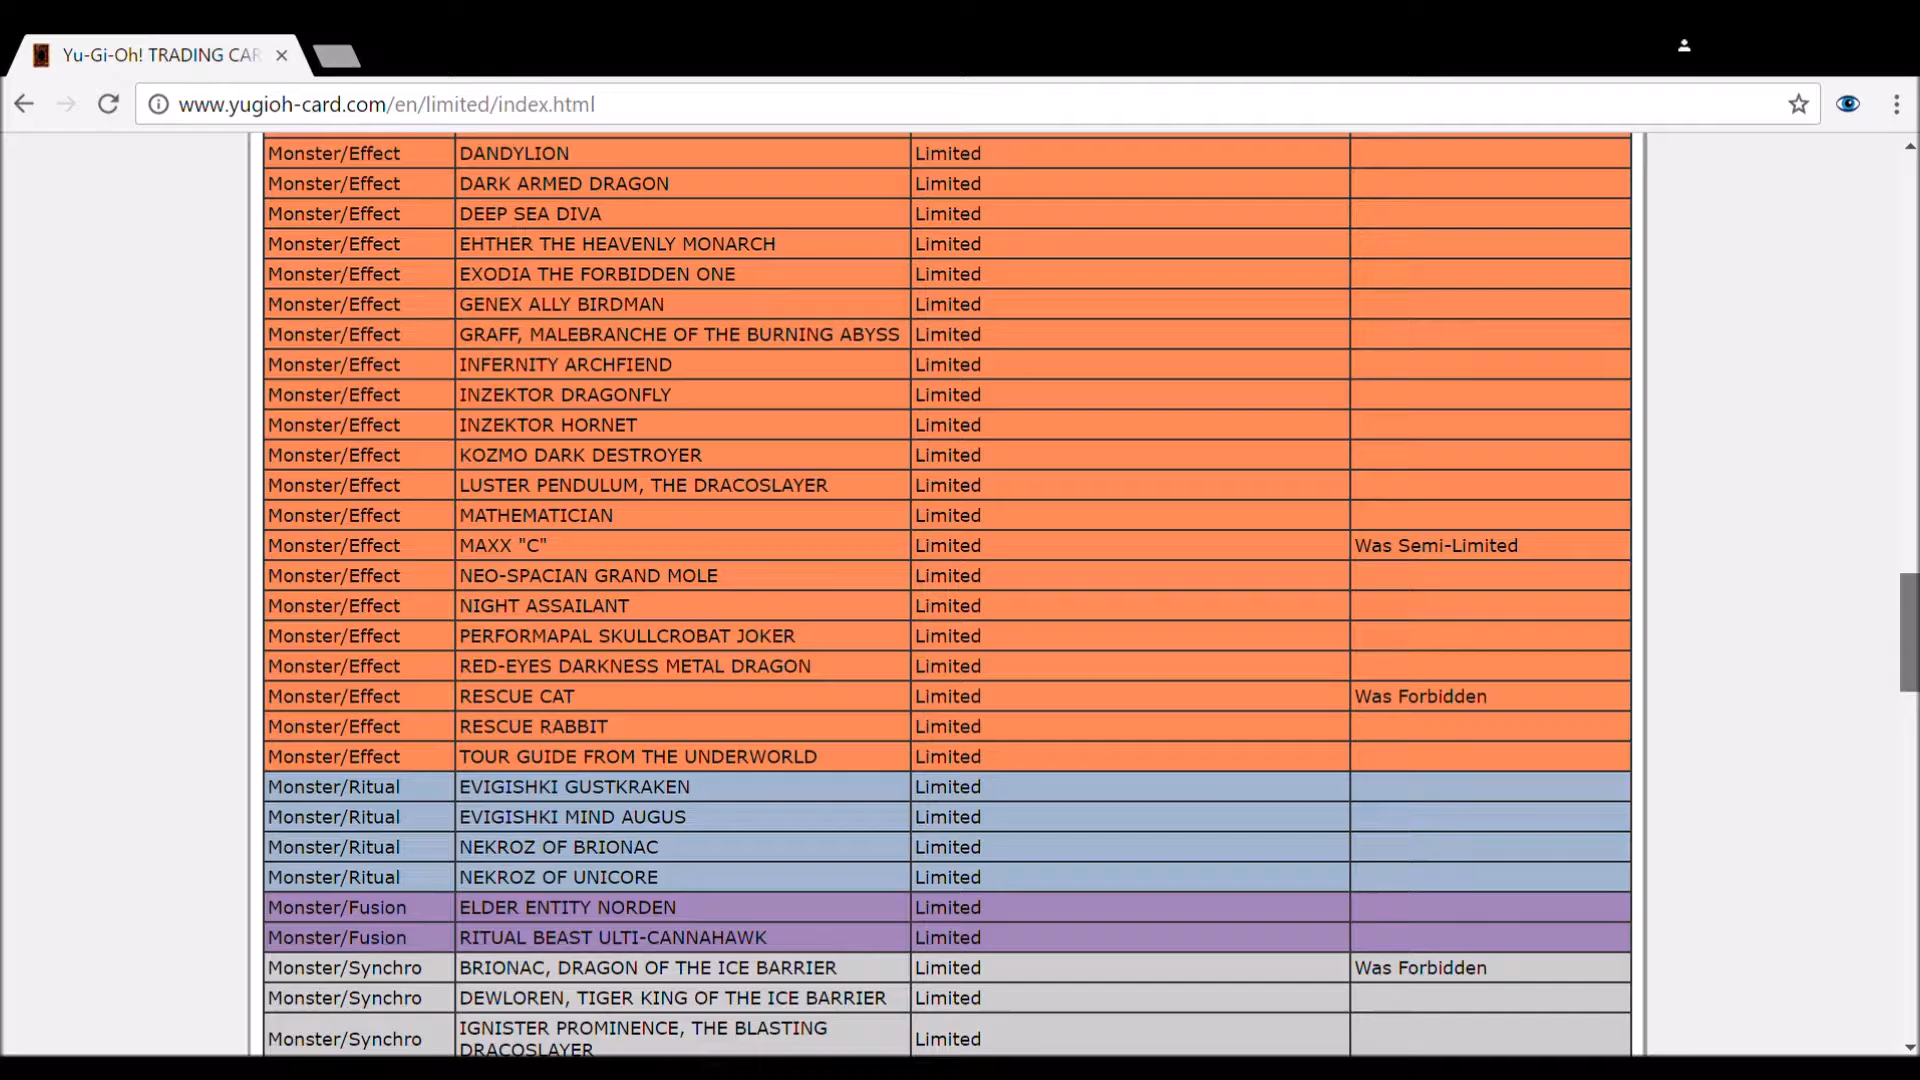 Yu-Gi-Oh! TRADING CAR
www.yugioh-card.com/en/limited/index.html
Monster/Effect DANDYLION Limited
Monster/Effect DARK ARMED DRAGON Limited
Monster/Effect DEEP SEA DIVA Limited
Monster/Effect EHTHER THE HEAVENLY MONARCH Limited
Monster/Effect EXODIA THE FORBIDDEN ONE Limited
Monster/Effect GENEX ALLY BIRDMAN Limited
Monster/Effect GRAFF, MALEBRANCHE OF THE BURNING ABYSS Limited
Monster/Effect INFERNITY ARCHFIEND Limited
Monster/Effect INZEKTOR DRAGONFLY Limited
Monster/Effect INZEKTOR HORNET Limited
Monster/Effect KOZMO DARK DESTROYER Limited
Monster/Effect LUSTER PENDULUM, THE DRACOSLAYER Limited
Monster/Effect MATHEMATICIAN Limited
Monster/Effect MAXX "C" Limited Was Semi-Limited
Monster/Effect NEO-SPACIAN GRAND MOLE Limited
Monster/Effect NIGHT ASSAILANT Limited
Monster/Effect PERFORMAPAL SKULLCROBAT JOKER Limited
Monster/Effect RED-EYES DARKNESS METAL DRAGON Limited
Monster/Effect RESCUE CAT Limited Was Forbidden
Monster/Effect RESCUE RABBIT Limited
Monster/Effect TOUR GUIDE FROM THE UNDERWORLD Limited
Monster/Ritual EVIGISHKI GUSTKRAKEN Limited
Monster/Ritual EVIGISHKI MIND AUGUS Limited
Monster/Ritual NEKROZ OF BRIONAC Limited
Monster/Ritual NEKROZ OF UNICORE Limited
Monster/Fusion ELDER ENTITY NORDEN Limited
Monster/Fusion RITUAL BEAST ULTI-CANNAHAWK Limited
Monster/Synchro BRIONAC, DRAGON OF THE ICE BARRIER Limited Was Forbidden
Monster/Synchro DEWLOREN, TIGER KING OF THE ICE BARRIER Limited
Monster/Synchro IGNISTER PROMINENCE, THE BLASTING Limited
DRACOSLAYER